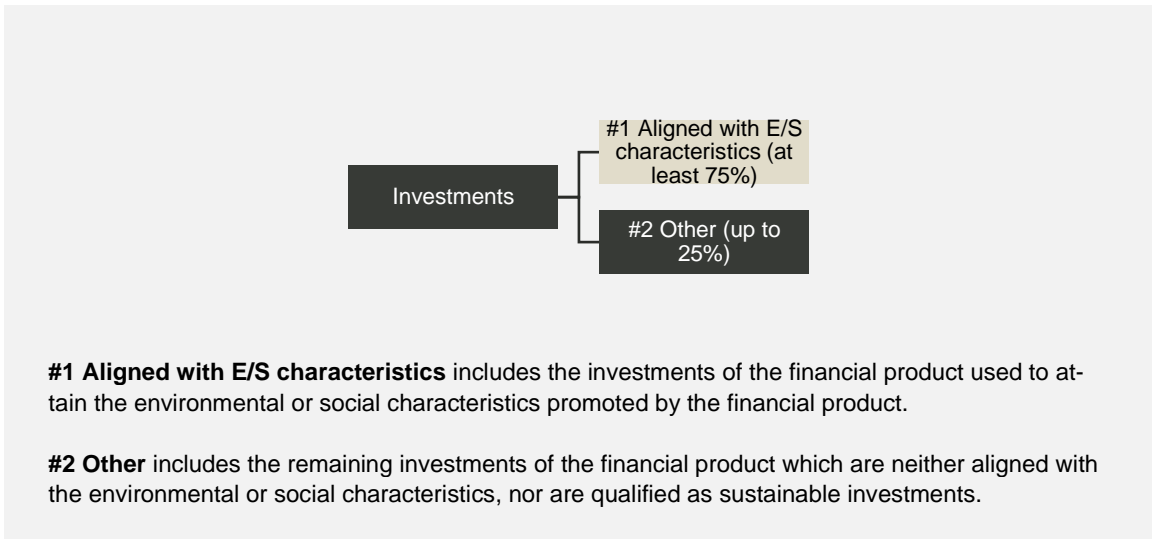 #1 Aligned with E/S
characteristics (at
least 75%)
Investments
#2 Other (up to
25%)
#1 Aligned with E/S characteristics includes the investments of the financial product used to at-
tain the environmental or social characteristics promoted by the financial product.
#2 Other includes the remaining investments of the financial product which are neither aligned with
the environmental or social characteristics, nor are qualified as sustainable investments.